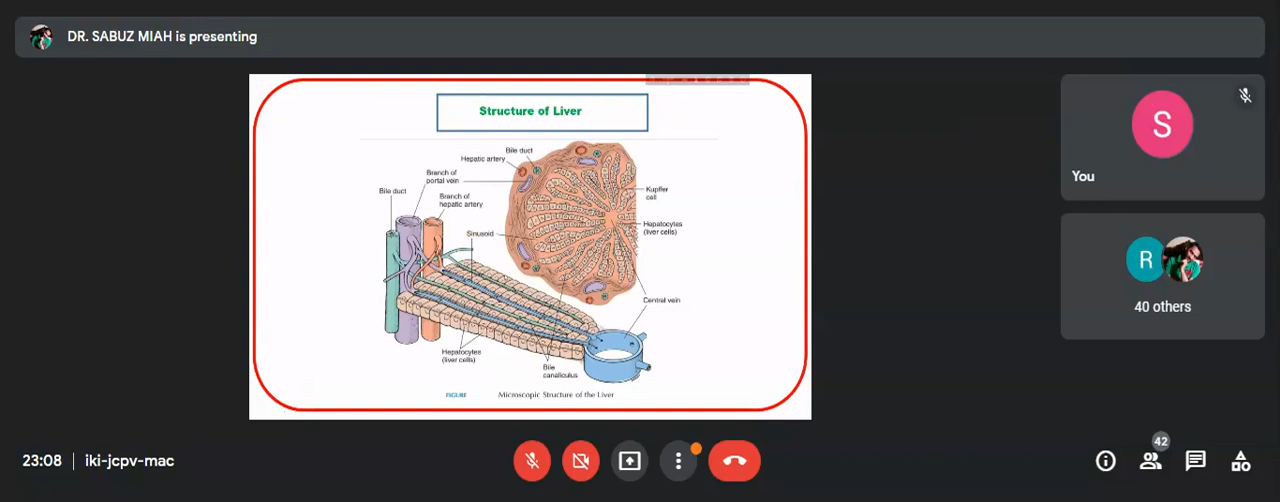 DR. SABUZ MIAH is presenting
Structure of Liver
Bile duct
Hepatic artery
Branch of
portal vein
Bile duct
Branch of
hepatic artery
Kupffer
cell
Hepatocytes
(liver cells)
Sinusoid
Central vein
Hepatocytes
(liver cells)
Bile
canaliculus
FIGURE Microscopic Structure of the Liver
S
You
R
40 others
23:08 | iki-jcpv-mac
42